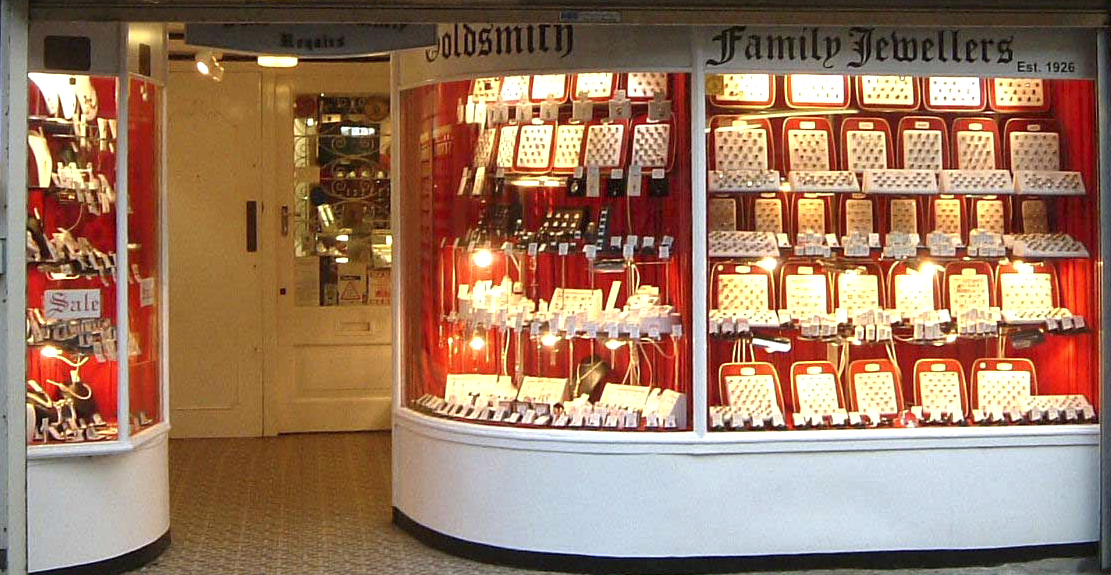 Repairs
Goldsmith
Family Jewellers
Est. 1926
Sale